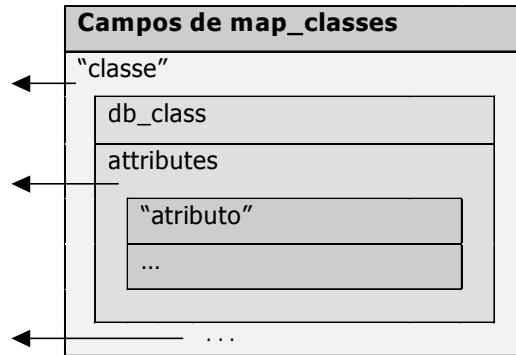 Campos de map_classes
“classe”
db_class
attributes
“atributo”
...
. . .